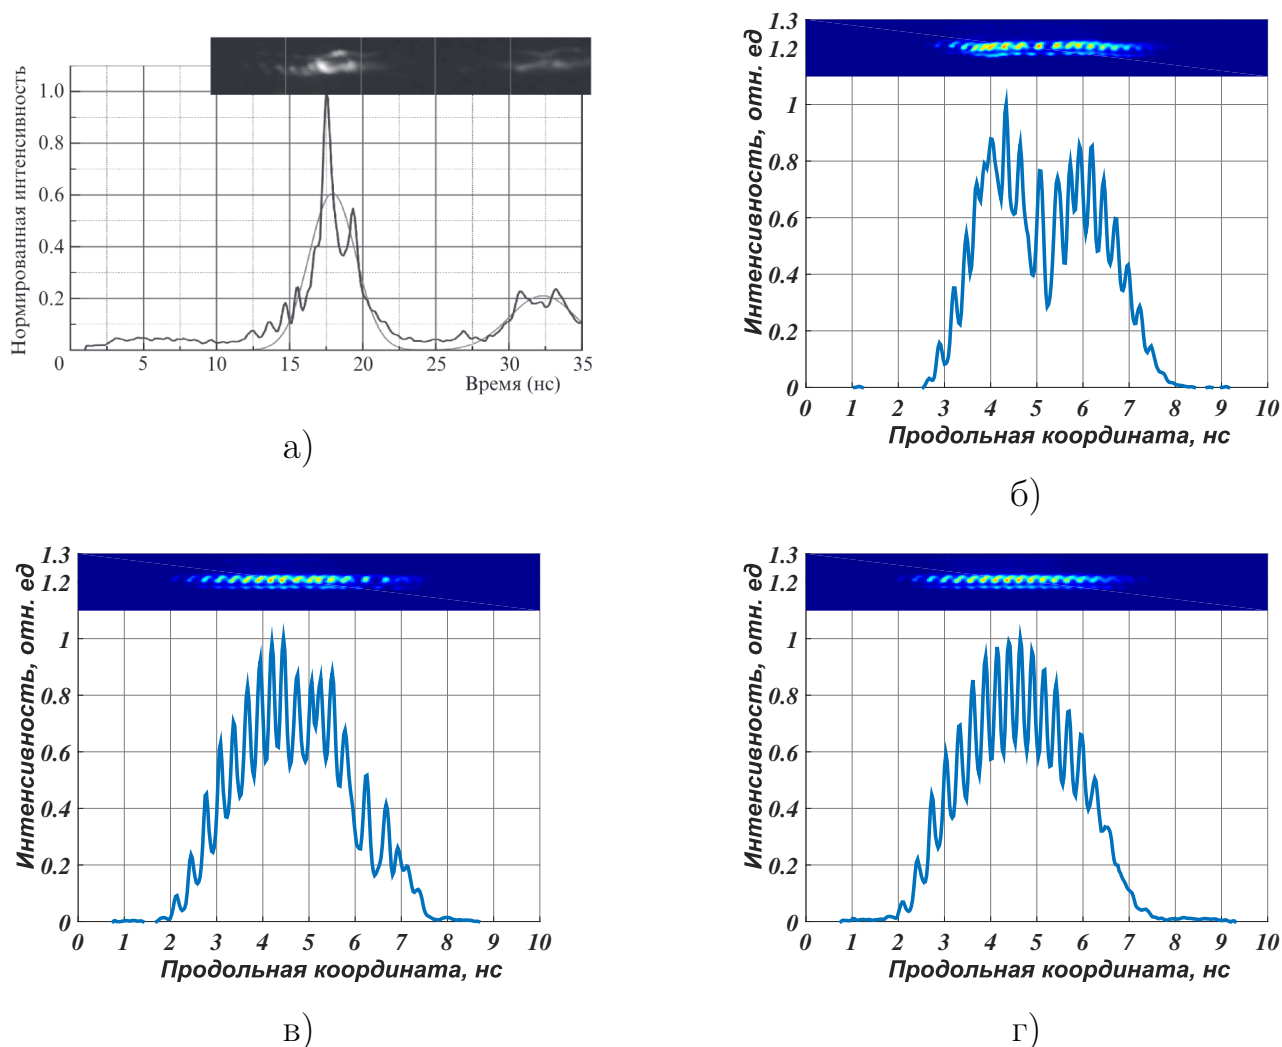 Нормированная интенсивность
1.0
0.8
0.6
0.4
0.2
0 5 10 15 20 25 30 35
Время (нс)
а)
1.3
1.2
Интенсивность, отн. ед
1
0.8
0.6
0.4
0.2
0
0 1 2 3 4 5 6 7 8 9 10
Продольная координата, нс
б)
1.3
1.2
Интенсивность, отн. ед
1
0.8
0.6
0.4
0.2
0
0 1 2 3 4 5 6 7 8 9 10
Продольная координата, нс
в)
1.3
1.2
Интенсивность, отн. ед
1
0.8
0.6
0.4
0.2
0
0 1 2 3 4 5 6 7 8 9 10
Продольная координата, нс
г)